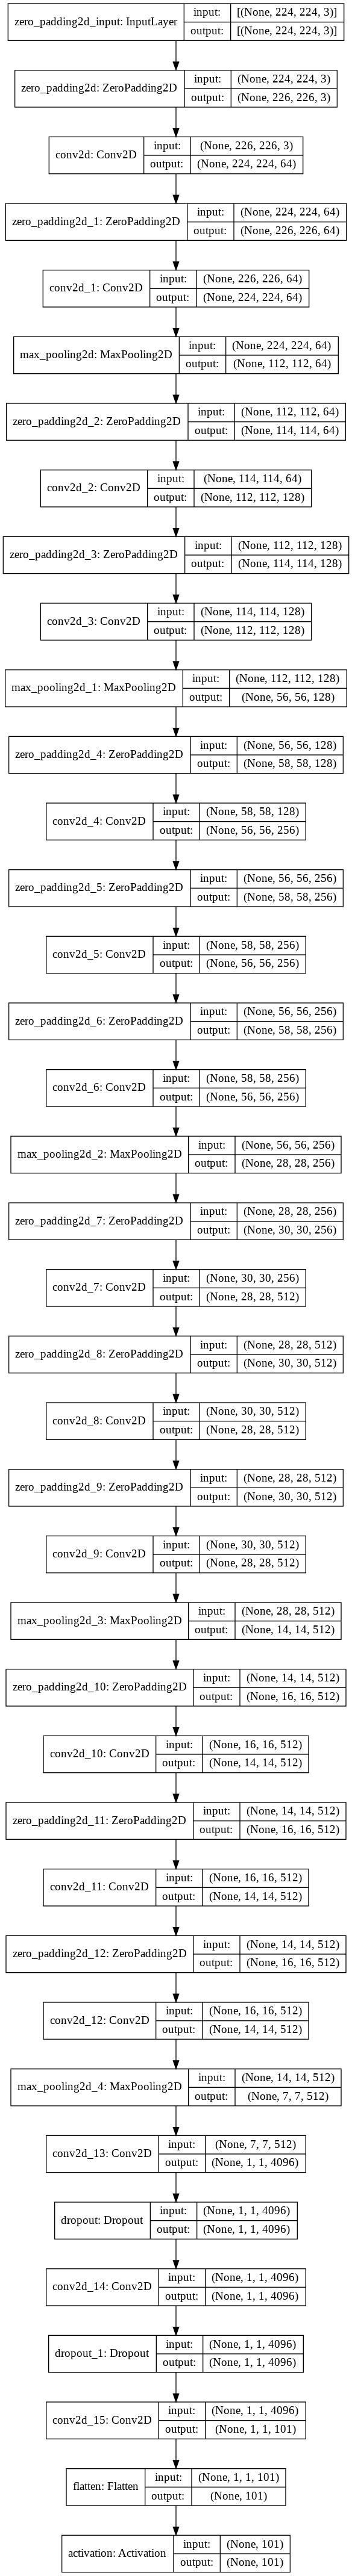 zero_padding2d_input: InputLayer
input: [(None, 224, 224, 3)]
output: [(None, 224, 224, 3)]
zero_padding2d: ZeroPadding2D
input: (None, 224, 224, 3)
output: (None, 226, 226, 3)
conv2d: Conv2D
input: (None, 226, 226, 3)
output: (None, 224, 224, 64)
zero_padding2d_1: ZeroPadding2D
input: (None, 224, 224, 64)
output: (None, 226, 226, 64)
conv2d_1: Conv2D
input: (None, 226, 226, 64)
output: (None, 224, 224, 64)
max_pooling2d: MaxPooling2D
input: (None, 224, 224, 64)
output: (None, 112, 112, 64)
zero_padding2d_2: ZeroPadding2D
input: (None, 112, 112, 64)
output: (None, 114, 114, 64)
conv2d_2: Conv2D
input: (None, 114, 114, 64)
output: (None, 112, 112, 128)
zero_padding2d_3: ZeroPadding2D
input: (None, 112, 112, 128)
output: (None, 114, 114, 128)
conv2d_3: Conv2D
input: (None, 114, 114, 128)
output: (None, 112, 112, 128)
max_pooling2d_1: MaxPooling2D
input: (None, 112, 112, 128)
output: (None, 56, 56, 128)
zero_padding2d_4: ZeroPadding2D
input: (None, 56, 56, 128)
output: (None, 58, 58, 128)
conv2d_4: Conv2D
input: (None, 58, 58, 128)
output: (None, 56, 56, 256)
zero_padding2d_5: ZeroPadding2D
input: (None, 56, 56, 256)
output: (None, 58, 58, 256)
conv2d_5: Conv2D
input: (None, 58, 58, 256)
output: (None, 56, 56, 256)
zero_padding2d_6: ZeroPadding2D
input: (None, 56, 56, 256)
output: (None, 58, 58, 256)
conv2d_6: Conv2D
input: (None, 58, 58, 256)
output: (None, 56, 56, 256)
max_pooling2d_2: MaxPooling2D
input: (None, 56, 56, 256)
output: (None, 28, 28, 256)
zero_padding2d_7: ZeroPadding2D
input: (None, 28, 28, 256)
output: (None, 30, 30, 256)
conv2d_7: Conv2D
input: (None, 30, 30, 256)
output: (None, 28, 28, 512)
zero_padding2d_8: ZeroPadding2D
input: (None, 28, 28, 512)
output: (None, 30, 30, 512)
conv2d_8: Conv2D
input: (None, 30, 30, 512)
output: (None, 28, 28, 512)
zero_padding2d_9: ZeroPadding2D
input: (None, 28, 28, 512)
output: (None, 30, 30, 512)
conv2d_9: Conv2D
input: (None, 30, 30, 512)
output: (None, 28, 28, 512)
max_pooling2d_3: MaxPooling2D
input: (None, 28, 28, 512)
output: (None, 14, 14, 512)
zero_padding2d_10: ZeroPadding2D
input: (None, 14, 14, 512)
output: (None, 16, 16, 512)
conv2d_10: Conv2D
input: (None, 16, 16, 512)
output: (None, 14, 14, 512)
zero_padding2d_11: ZeroPadding2D
input: (None, 14, 14, 512)
output: (None, 16, 16, 512)
conv2d_11: Conv2D
input: (None, 16, 16, 512)
output: (None, 14, 14, 512)
zero_padding2d_12: ZeroPadding2D
input: (None, 14, 14, 512)
output: (None, 16, 16, 512)
conv2d_12: Conv2D
input: (None, 16, 16, 512)
output: (None, 14, 14, 512)
max_pooling2d_4: MaxPooling2D
input: (None, 14, 14, 512)
output: (None, 7, 7, 512)
conv2d_13: Conv2D
input: (None, 7, 7, 512)
output: (None, 1, 1, 4096)
dropout: Dropout
input: (None, 1, 1, 4096)
output: (None, 1, 1, 4096)
conv2d_14: Conv2D
input: (None, 1, 1, 4096)
output: (None, 1, 1, 4096)
dropout_1: Dropout
input: (None, 1, 1, 4096)
output: (None, 1, 1, 4096)
conv2d_15: Conv2D
input: (None, 1, 1, 4096)
output: (None, 1, 1, 101)
flatten: Flatten
input: (None, 1, 1, 101)
output: (None, 101)
activation: Activation
input: (None, 101)
output: (None, 101)